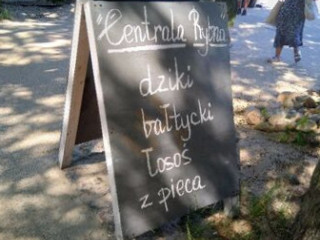 "Centrala Rybna"
dziki
bałtycki
łosoś
z pieca